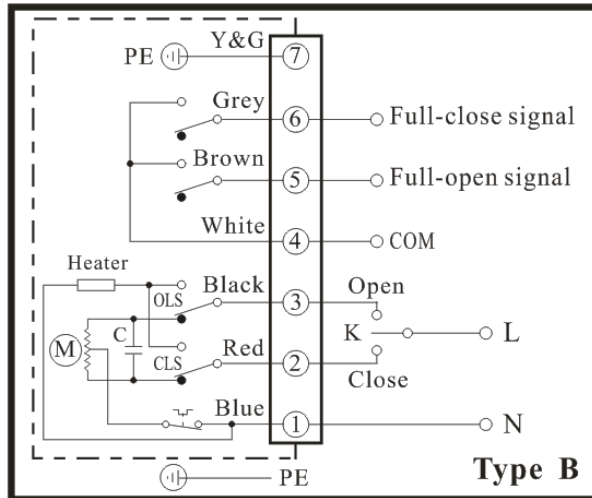 PE Y&G 7
Grey 6 Full-close signal
Brown 5 Full-open signal
White 4 COM
Heater
OLS Black 3 Open
M C K L
CLS Red 2 Close
Blue 1 N
PE
Type B